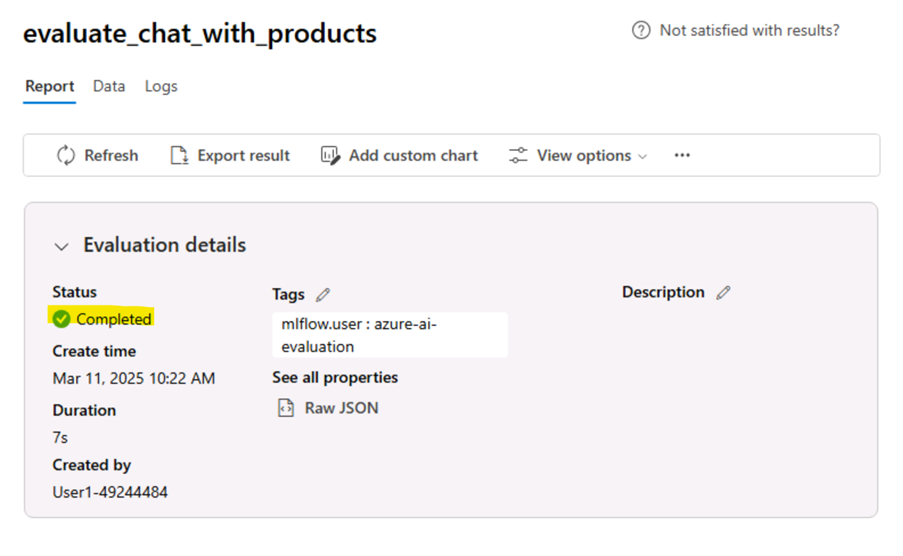 evaluate_chat_with_products
Not satisfied with results?
Report Data Logs
Refresh Export result Add custom chart View options ...
Evaluation details
Status
Completed
Create time
Mar 11, 2025 10:22 AM
Duration
7s
Created by
User1-49244484
Tags
mlflow.user : azure-ai-
evaluation
See all properties
Raw JSON
Description